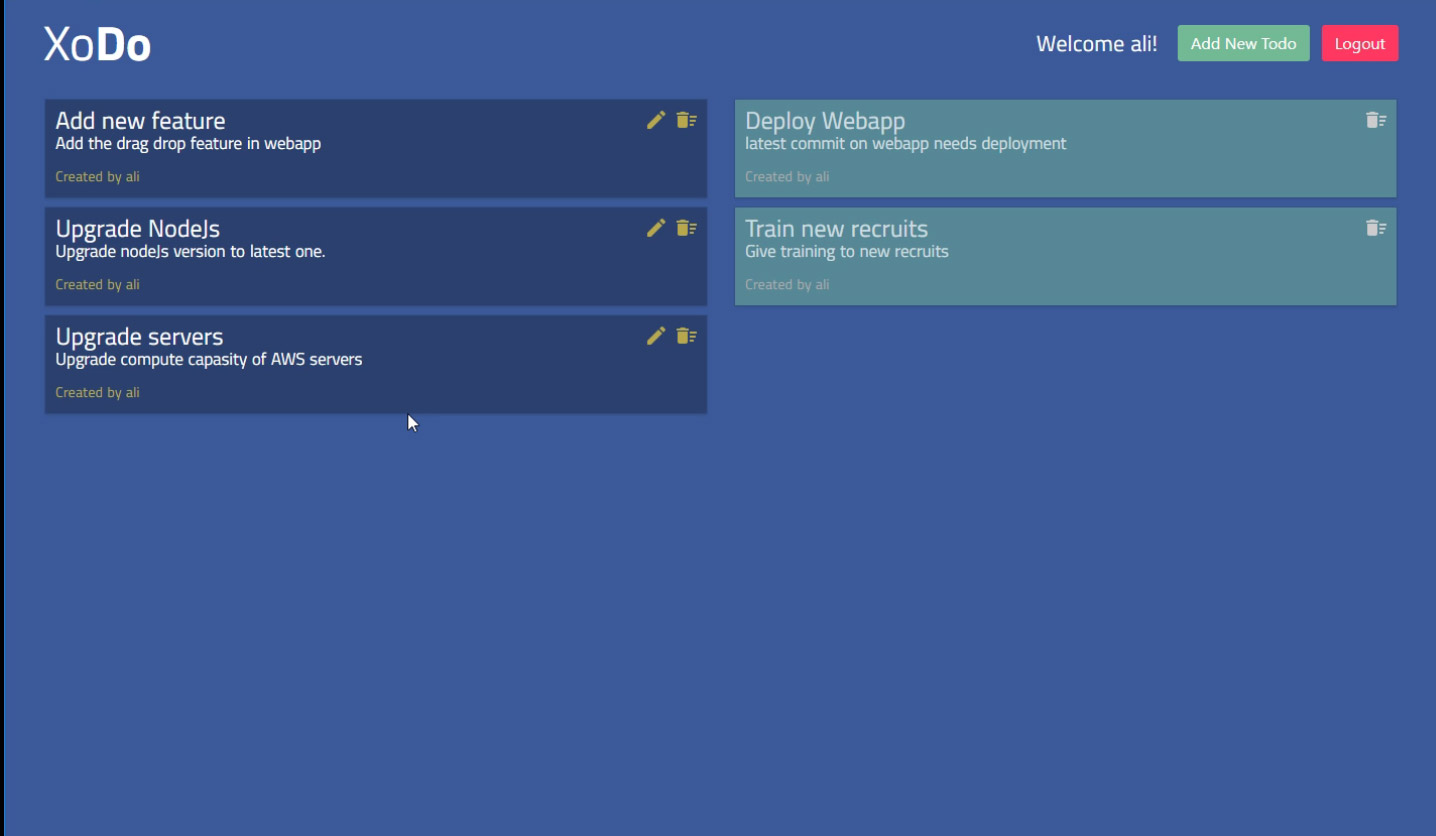 XoDo
Welcome ali!
Add New Todo
Logout
Add new feature
Add the drag drop feature in webapp
Created by ali
Upgrade NodeJs
Upgrade nodeJs version to latest one.
Created by ali
Upgrade servers
Upgrade compute capasity of AWS servers
Created by ali
Deploy Webapp
latest commit on webapp needs deployment
Created by ali
Train new recruits
Give training to new recruits
Created by ali